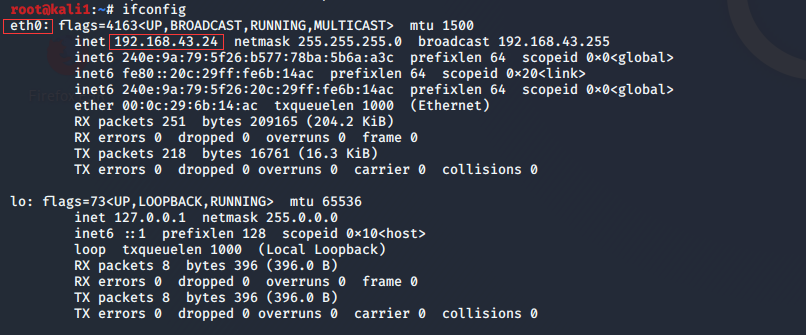 root@kali1:~# ifconfig
eth0: flags=4163<UP,BROADCAST,RUNNING,MULTICAST>  mtu 1500
        inet 192.168.43.24  netmask 255.255.255.0  broadcast 192.168.43.255
        inet6 240e:9a:79:5f26:b577:78ba:5b6a:a3c  prefixlen 64  scopeid 0×0<global>
        inet6 fe80::20c:29ff:fe6b:14ac  prefixlen 64  scopeid 0×20<link>
        inet6 240e:9a:79:5f26:20c:29ff:fe6b:14ac  prefixlen 64  scopeid 0×0<global>
        ether 00:0c:29:6b:14:ac  txqueuelen 1000  (Ethernet)
        RX packets 251  bytes 209165 (204.2 KiB)
        RX errors 0  dropped 0  overruns 0  frame 0
        TX packets 218  bytes 16761 (16.3 KiB)
        TX errors 0  dropped 0 overruns 0  carrier 0  collisions 0

lo: flags=73<UP,LOOPBACK,RUNNING>  mtu 65536
        inet 127.0.0.1  netmask 255.0.0.0
        inet6 ::1  prefixlen 128  scopeid 0×10<host>
        loop  txqueuelen 1000  (Local Loopback)
        RX packets 8  bytes 396 (396.0 B)
        RX errors 0  dropped 0  overruns 0  frame 0
        TX packets 8  bytes 396 (396.0 B)
        TX errors 0  dropped 0 overruns 0  carrier 0  collisions 0